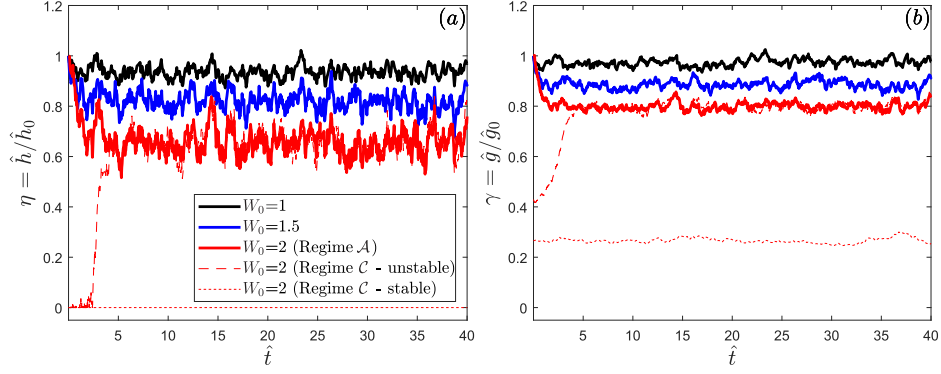 (a)
1.2
1
0.8
0.6
0.4
0.2
0
η = ĥ/ĥ₀
W₀=1
W₀=1.5
W₀=2 (Regime 𝒜)
W₀=2 (Regime 𝒞 - unstable)
W₀=2 (Regime 𝒞 - stable)
5 10 15 20 25 30 35 40
t̂
(b)
1.2
1
0.8
0.6
0.4
0.2
0
γ = ĝ/ĝ₀
5 10 15 20 25 30 35 40
t̂